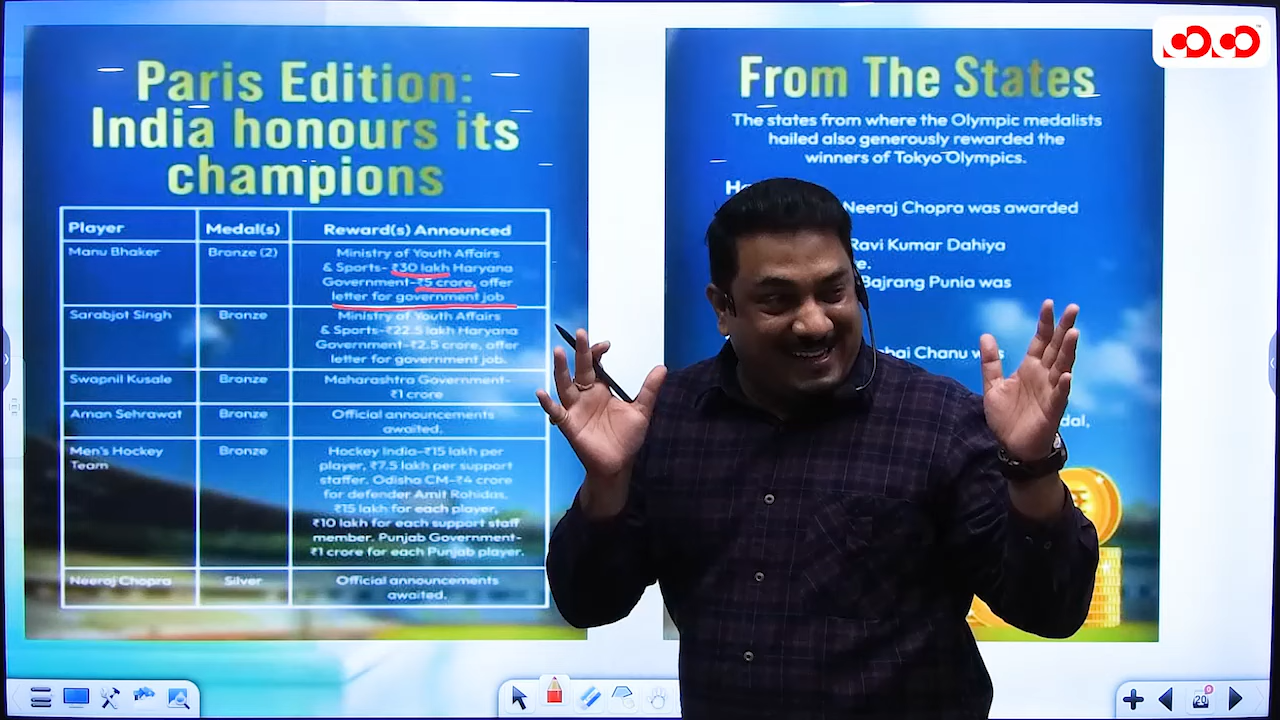 Paris Edition:
India honours its
champions
Player Medal(s) Reward(s) Announced
Manu Bhaker Bronze (2) Ministry of Youth Affairs
& Sports- ₹30 lakh Haryana
Government-₹5 crore, offer
letter for government job
Sarabjot Singh Bronze Ministry of Youth Affairs
& Sports-₹22.5 lakh Haryana
Government-₹2.5 crore, offer
letter for government job.
Swapnil Kusale Bronze Maharashtra Government-
₹1 crore
Aman Sehrawat Bronze Official announcements
awaited.
Men's Hockey Bronze Hockey India-₹15 lakh per
Team player, ₹7.5 lakh per support
staffer. Odisha CM-₹4 crore
for defender Amit Rohidas,
₹15 lakh for each player,
₹10 lakh for each support staff
member. Punjab Government-
₹1 crore for each Punjab player.
Neeraj Chopra Silver Official announcements
awaited.
From The States
The states from where the Olympic medalists
hailed also generously rewarded the
winners of Tokyo Olympics.
Neeraj Chopra was awarded
Ravi Kumar Dahiya
Bajrang Punia was
Chanu was
20